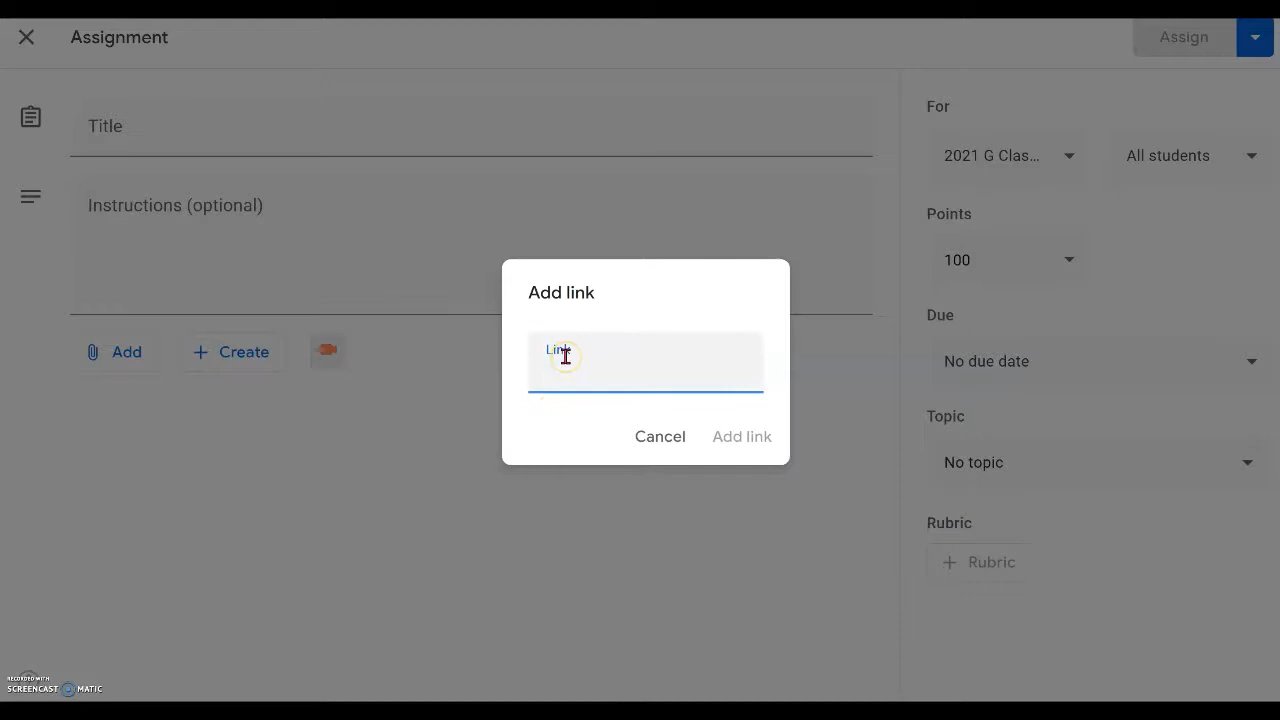 Assignment
Assign
Title
For
2021 G Clas...
All students
Instructions (optional)
Points
100
Add link
Link
Due
Add
Create
No due date
Topic
Cancel
Add link
No topic
Rubric
Rubric
RECORDED WITH
SCREENCAST MATIC